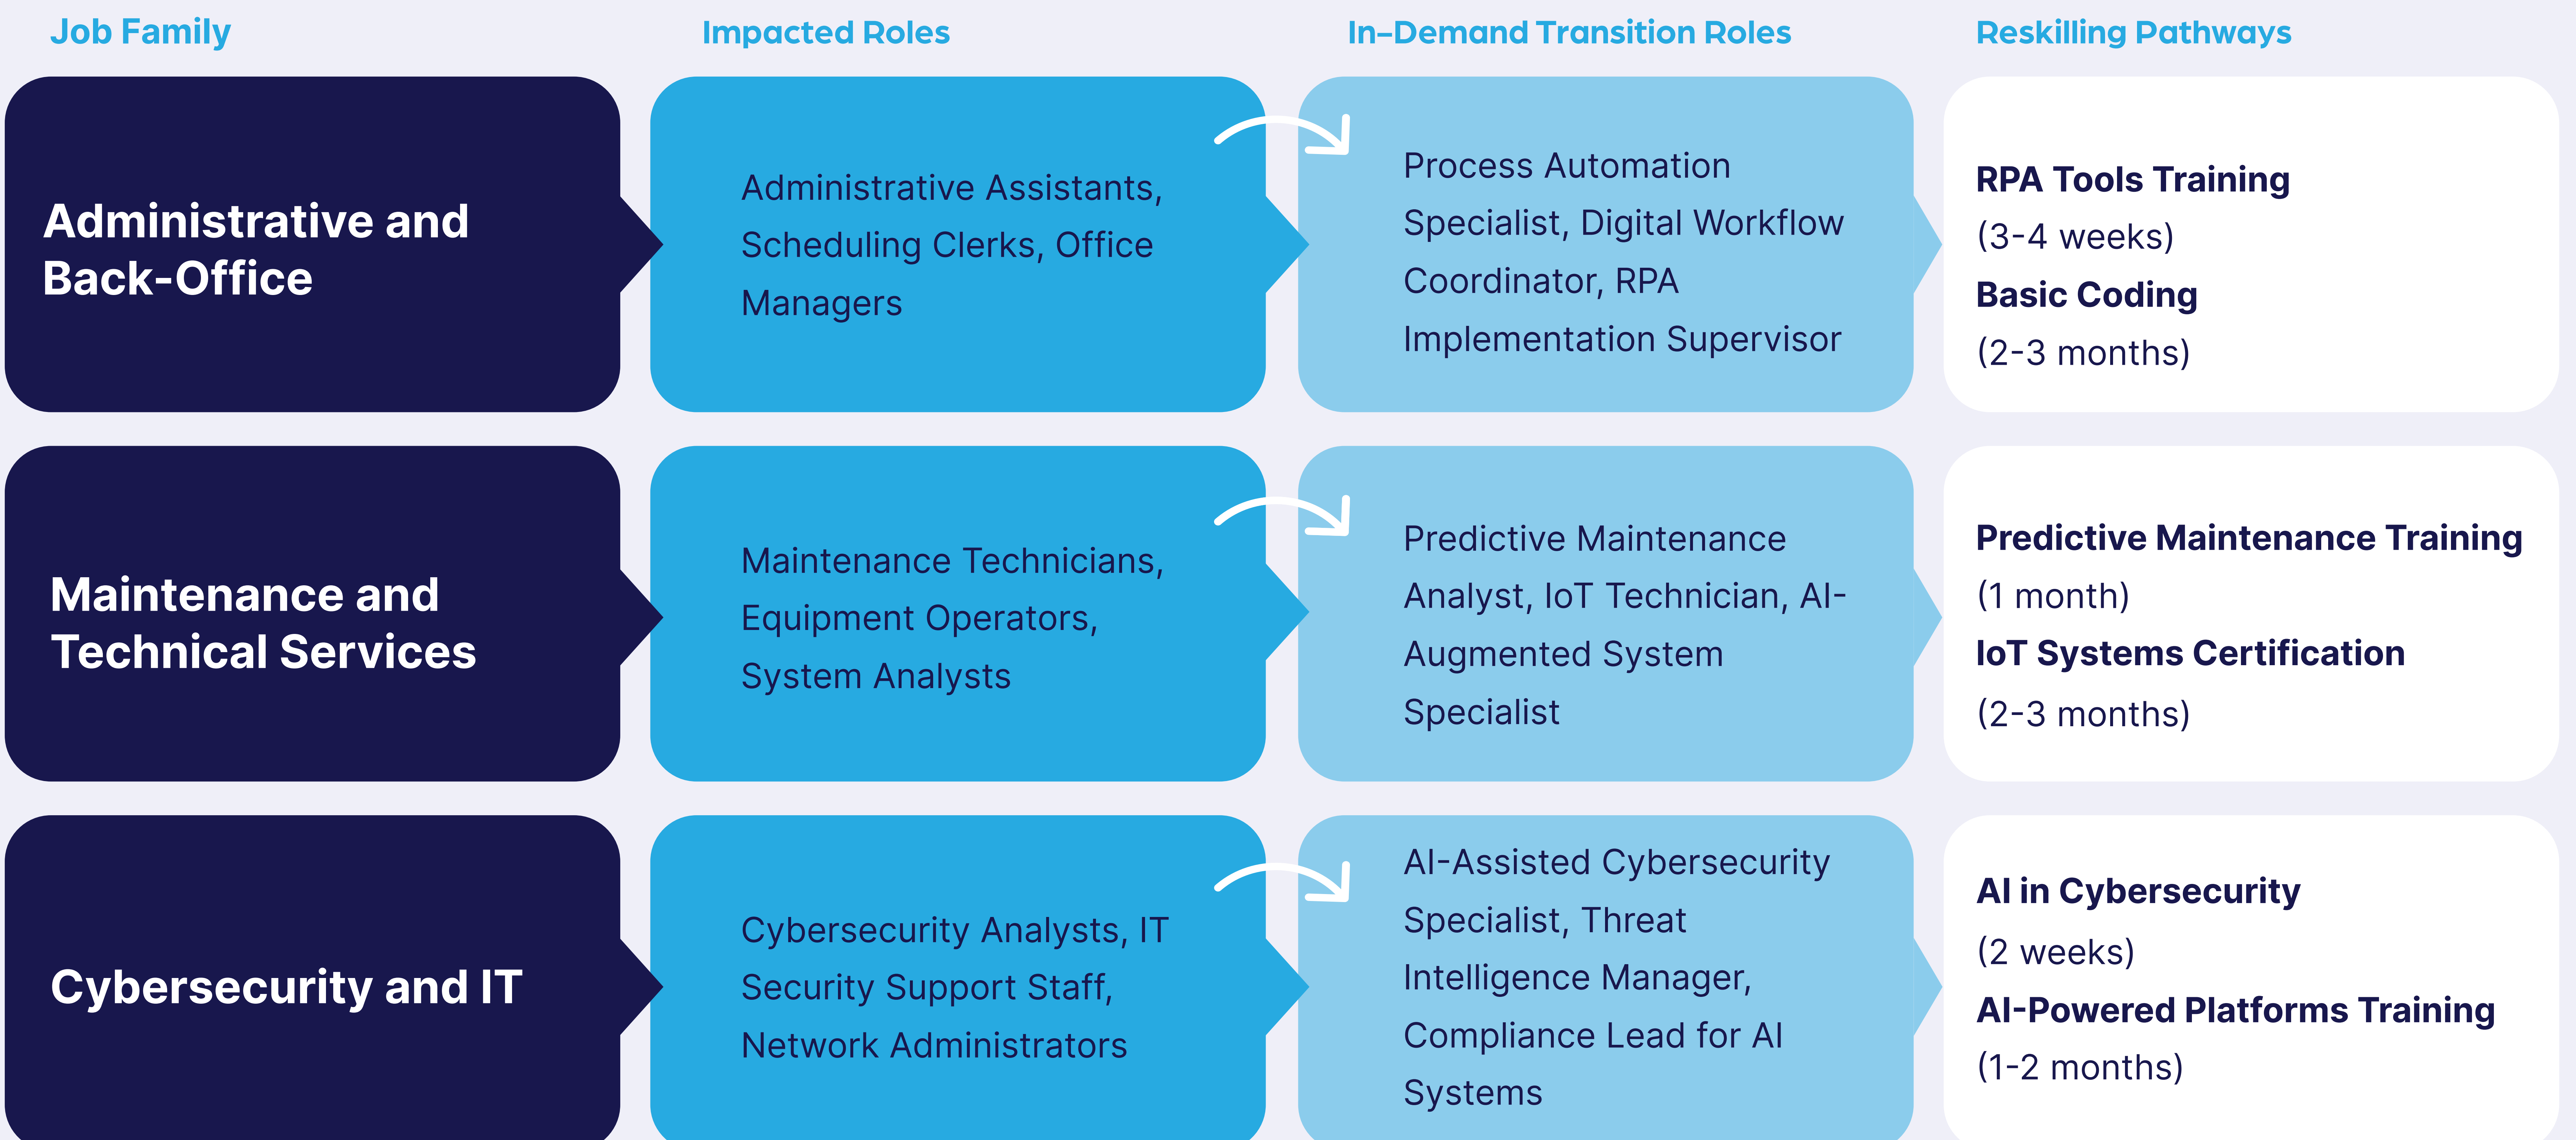 Job Family
Impacted Roles
In-Demand Transition Roles
Reskilling Pathways
Administrative and
Back-Office
Administrative Assistants,
Scheduling Clerks, Office
Managers
Process Automation
Specialist, Digital Workflow
Coordinator, RPA
Implementation Supervisor
RPA Tools Training
(3-4 weeks)
Basic Coding
(2-3 months)
Maintenance and
Technical Services
Maintenance Technicians,
Equipment Operators,
System Analysts
Predictive Maintenance
Analyst, IoT Technician, AI-
Augmented System
Specialist
Predictive Maintenance Training
(1 month)
IoT Systems Certification
(2-3 months)
Cybersecurity and IT
Cybersecurity Analysts, IT
Security Support Staff,
Network Administrators
AI-Assisted Cybersecurity
Specialist, Threat
Intelligence Manager,
Compliance Lead for AI
Systems
AI in Cybersecurity
(2 weeks)
AI-Powered Platforms Training
(1-2 months)